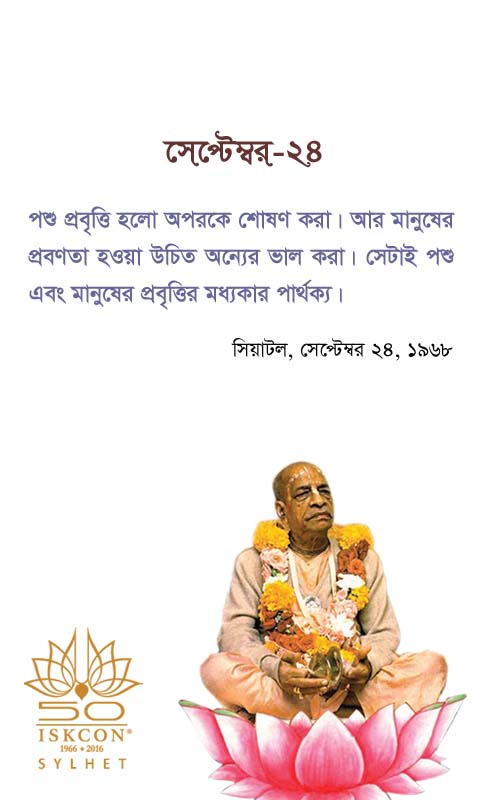 সেপ্টেম্বর-২৪
পশু প্রবৃত্তি হলো অপরকে শোষণ করা। আর মানুষের
প্রবণতা হওয়া উচিত অন্যের ভাল করা। সেটাই পশু
এবং মানুষের প্রবৃত্তির মধ্যকার পার্থক্য।
সিয়াটল, সেপ্টেম্বর ২৪, ১৯৬৮
50
ISKCON®
1966 • 2016
SYLHET